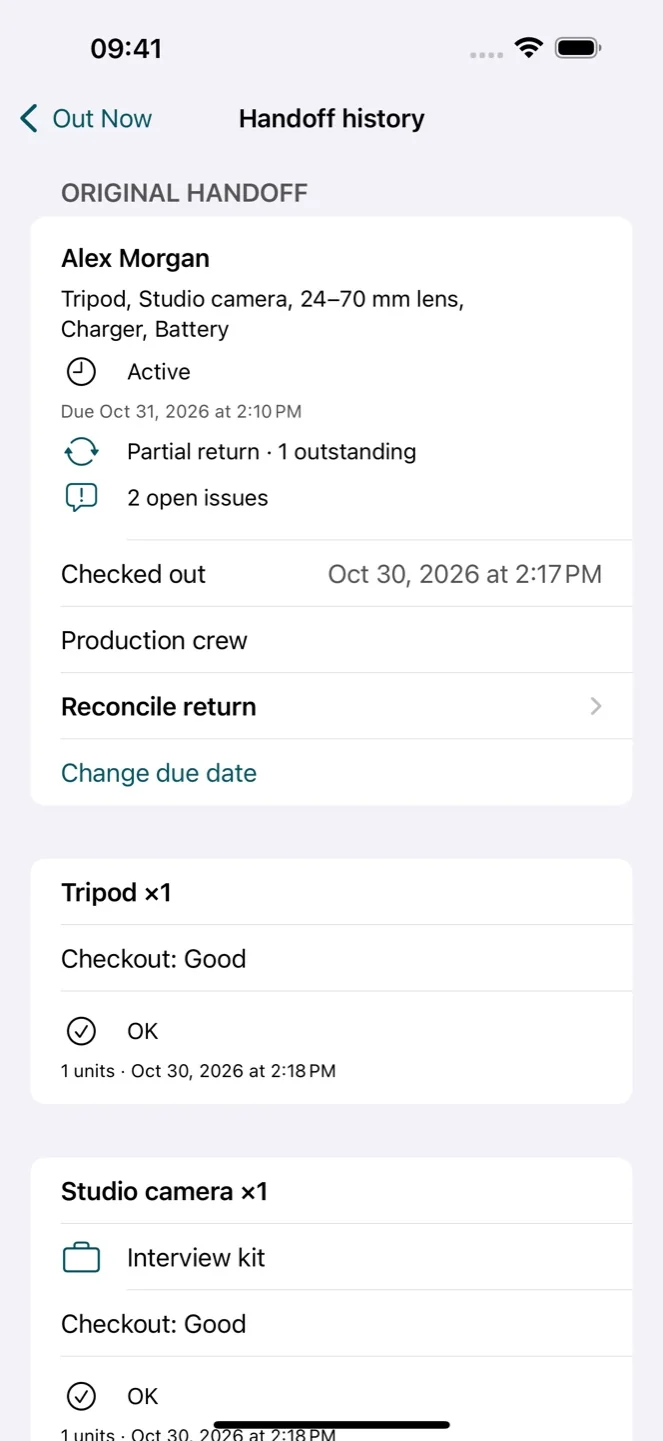 09:41
Out Now
Handoff history
ORIGINAL HANDOFF
Alex Morgan
Tripod, Studio camera, 24–70 mm lens,
Charger, Battery
Active
Due Oct 31, 2026 at 2:10 PM
Partial return · 1 outstanding
2 open issues
Checked out
Oct 30, 2026 at 2:17 PM
Production crew
Reconcile return
Change due date
Tripod ×1
Checkout: Good
OK
1 units · Oct 30, 2026 at 2:18 PM
Studio camera ×1
Interview kit
Checkout: Good
OK
1 units · Oct 30, 2026 at 2:18 PM